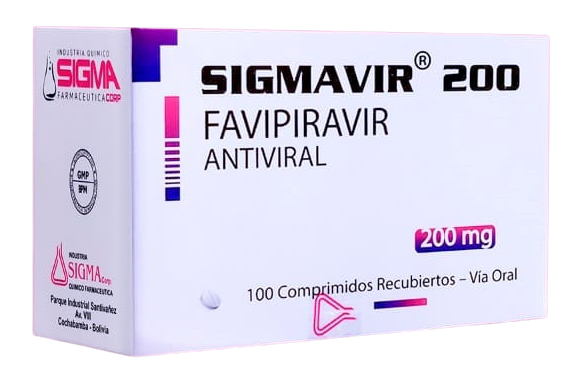 INDUSTRIA QUIMICO
SIGMA
FARMACEUTICA CORP
GMP
BPM
INDUSTRIA
SIGMA Corp.
QUIMICO FARMACEUTICA
Parque Industrial Santivañez
Av. VIII
Cochabamba - Bolivia
SIGMAVIR® 200
FAVIPIRAVIR
ANTIVIRAL
200 mg
100 Comprimidos Recubiertos – Vía Oral